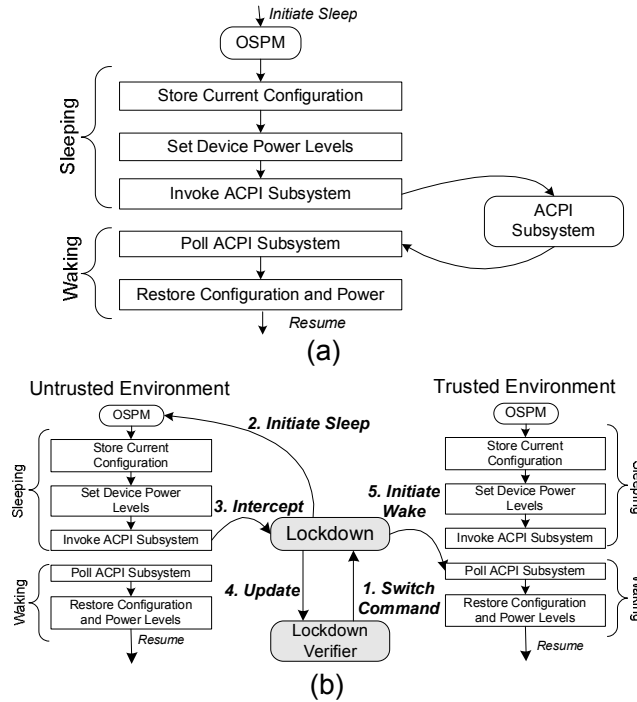 Initiate Sleep
OSPM
Sleeping
Store Current Configuration
Set Device Power Levels
Invoke ACPI Subsystem
ACPI
Subsystem
Waking
Poll ACPI Subsystem
Restore Configuration and Power
Resume
(a)
Untrusted Environment
OSPM
Sleeping
Store Current
Configuration
Set Device Power
Levels
Invoke ACPI Subsystem
Waking
Poll ACPI Subsystem
Restore Configuration
and Power Levels
Resume
2. Initiate Sleep
3. Intercept
Lockdown
5. Initiate
Wake
4. Update
1. Switch
Command
Lockdown
Verifier
Trusted Environment
OSPM
Store Current
Configuration
Set Device Power
Levels
Invoke ACPI Subsystem
Sleeping
Poll ACPI Subsystem
Restore Configuration
and Power Levels
Waking
Resume
(b)